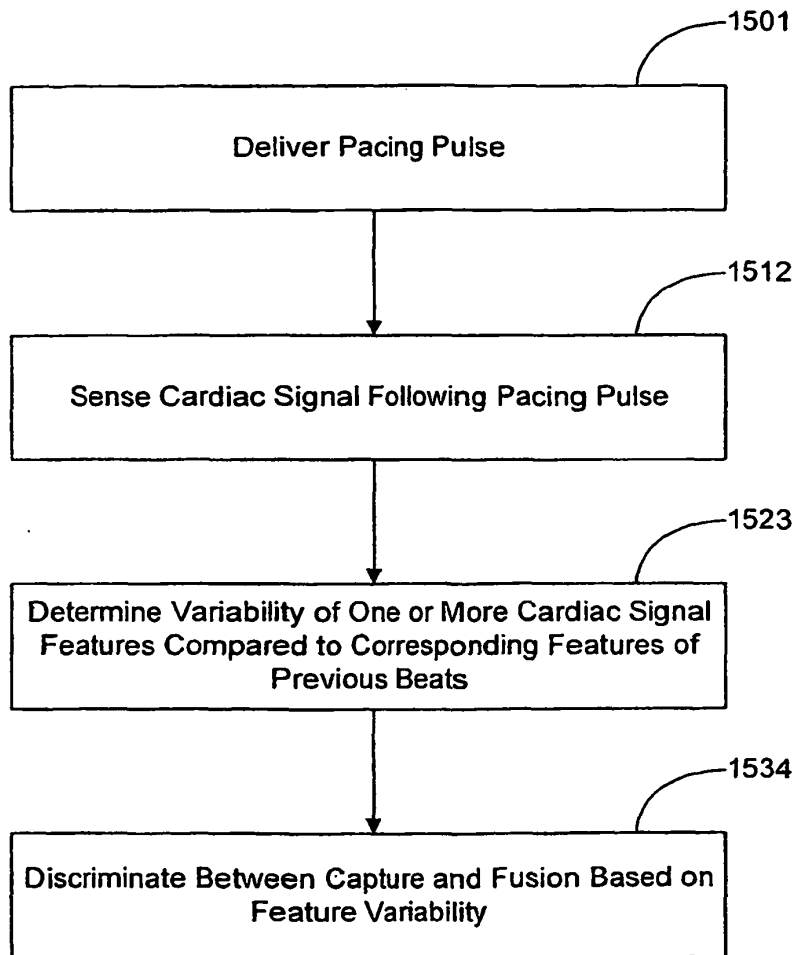 1501
Deliver Pacing Pulse
1512
Sense Cardiac Signal Following Pacing Pulse
1523
Determine Variability of One or More Cardiac Signal
Features Compared to Corresponding Features of
Previous Beats
1534
Discriminate Between Capture and Fusion Based on
Feature Variability